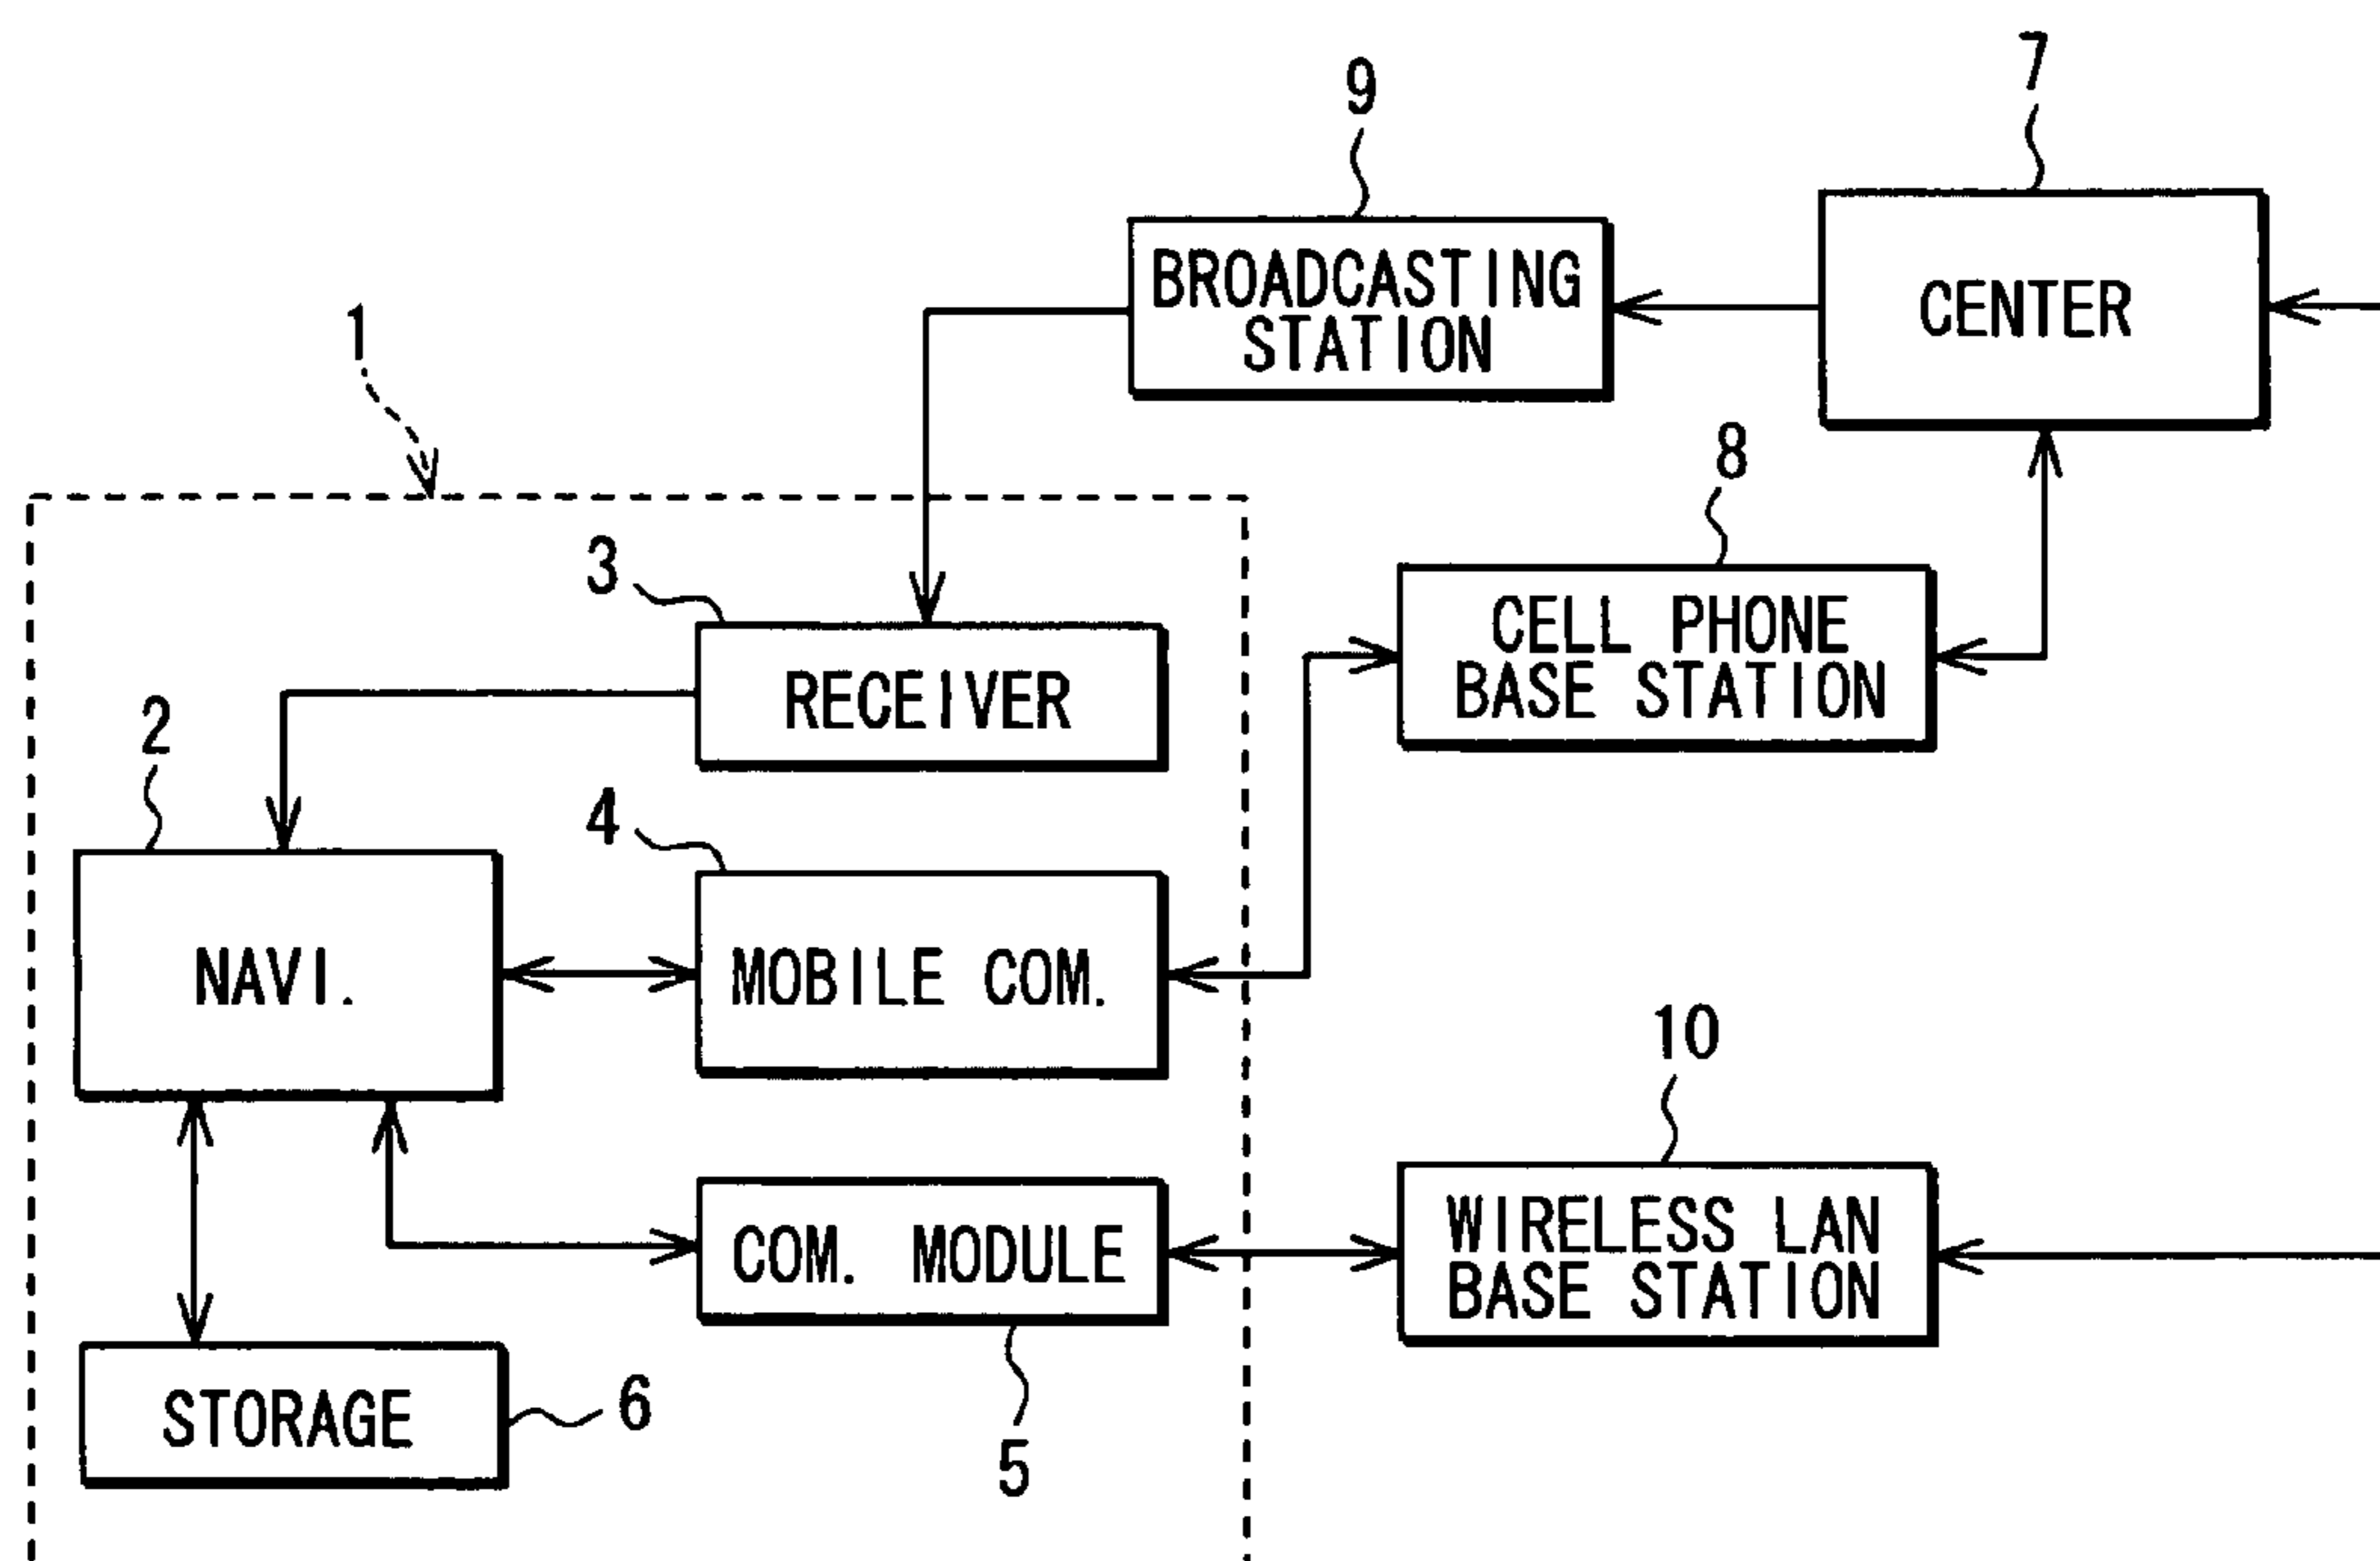 7
9
BROADCASTING
STATION
CENTER
1
8
3
CELL PHONE
BASE STATION
RECEIVER
2
4
NAVI.
MOBILE COM.
10
WIRELESS LAN
BASE STATION
COM. MODULE
STORAGE
6
5